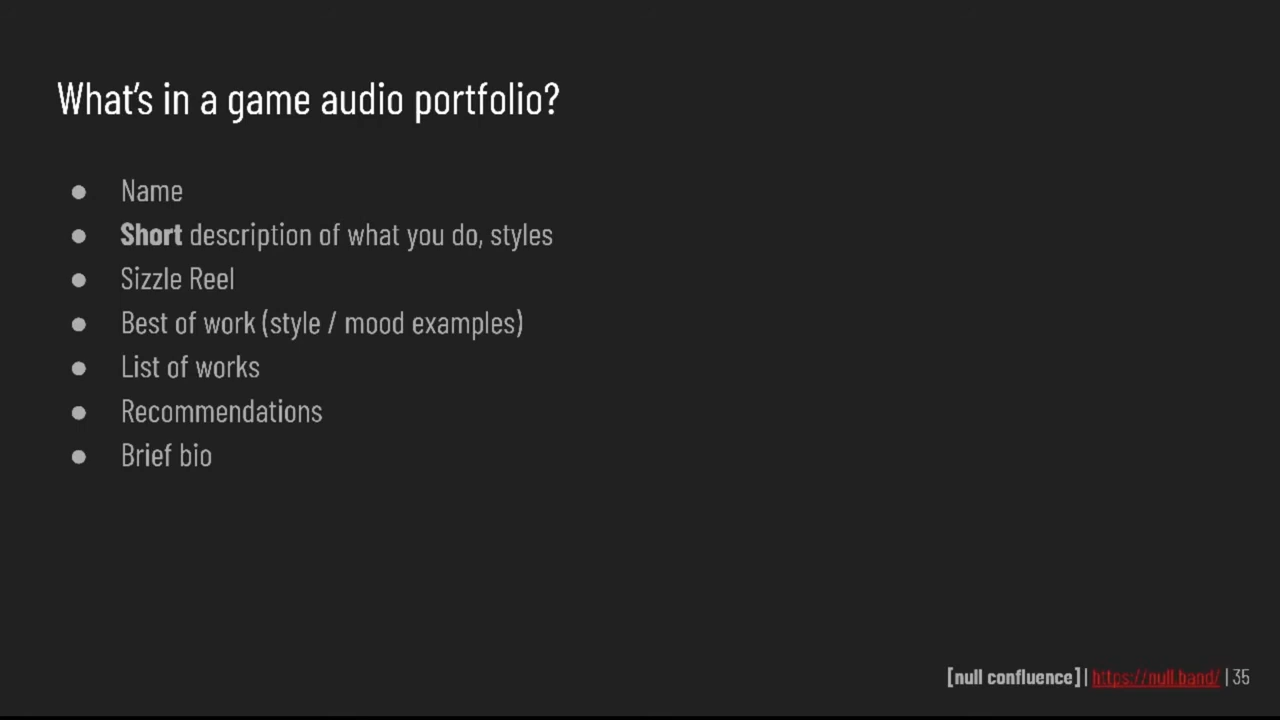 What's in a game audio portfolio?
● Name
● Short description of what you do, styles
● Sizzle Reel
● Best of work (style / mood examples)
● List of works
● Recommendations
● Brief bio
[null confluence] | https://null.band/ | 35